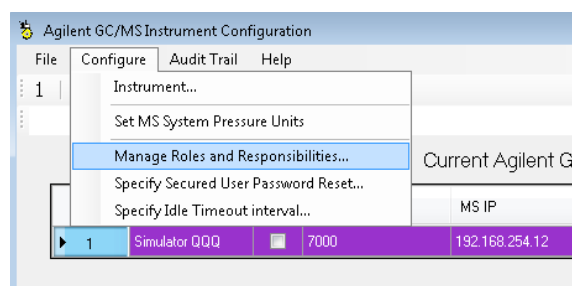 Agilent GC/MS Instrument Configuration
File Configure Audit Trail Help
1
Instrument...
Set MS System Pressure Units
Manage Roles and Responsibilities...
Specify Secured User Password Reset...
Specify Idle Timeout interval...
Current Agilent G
MS IP
1 Simulator QQQ 7000 192.168.254.12